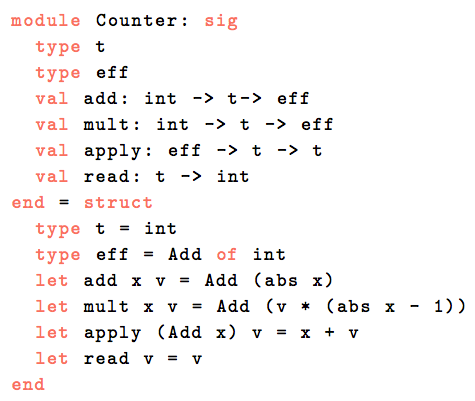 module Counter: sig
  type t
  type eff
  val add: int -> t-> eff
  val mult: int -> t -> eff
  val apply: eff -> t -> t
  val read: t -> int
end = struct
  type t = int
  type eff = Add of int
  let add x v = Add (abs x)
  let mult x v = Add (v * (abs x - 1))
  let apply (Add x) v = x + v
  let read v = v
end